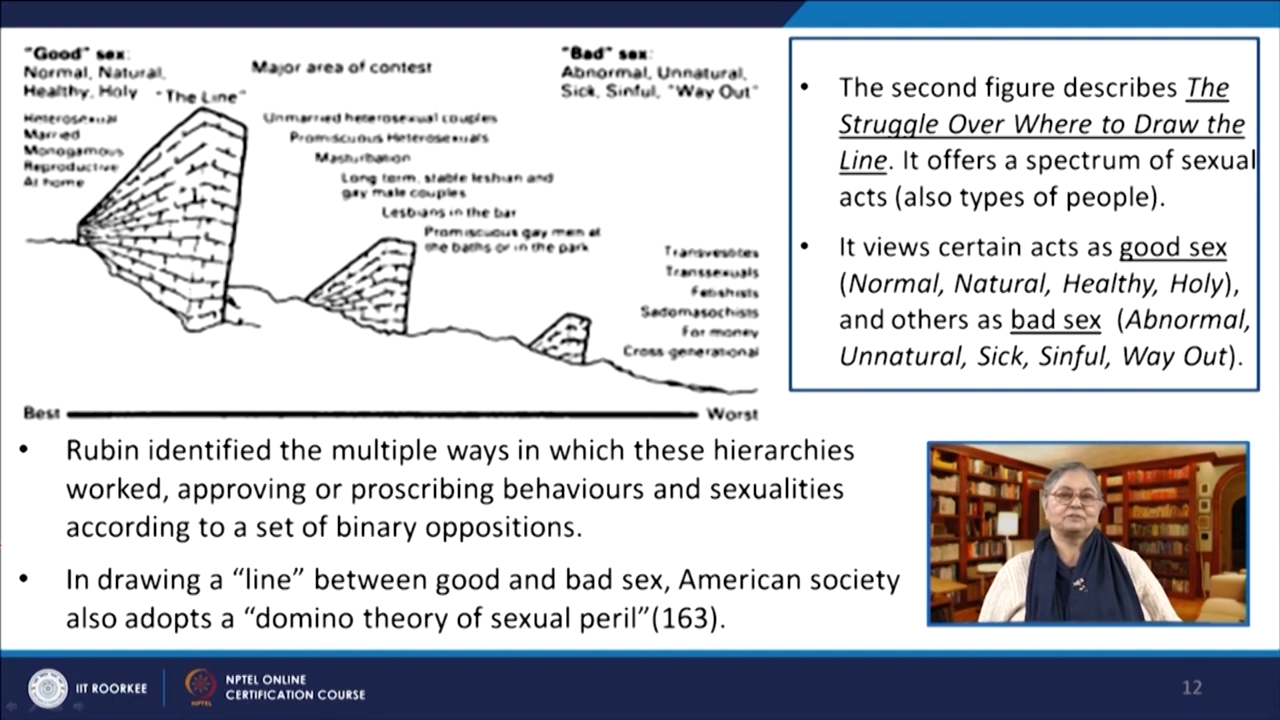 "Good" sex:
Normal, Natural,
Healthy, Holy
"The Line"
Heterosexual
Married
Monogamous
Reproductive
At home
Major area of contest
Unmarried heterosexual couples
Promiscuous Heterosexuals
Masturbation
Long term, stable lesbian and
gay male couples
Lesbians in the bar
Promiscuous gay men at
the baths or in the park
"Bad" sex:
Abnormal, Unnatural,
Sick, Sinful, "Way Out"
Transvestites
Transsexuals
Fetishists
Sadomasochists
For money
Cross-generational
Best
Worst
• The second figure describes The
Struggle Over Where to Draw the
Line. It offers a spectrum of sexual
acts (also types of people).
• It views certain acts as good sex
(Normal, Natural, Healthy, Holy),
and others as bad sex (Abnormal,
Unnatural, Sick, Sinful, Way Out).
• Rubin identified the multiple ways in which these hierarchies
worked, approving or proscribing behaviours and sexualities
according to a set of binary oppositions.
• In drawing a “line” between good and bad sex, American society
also adopts a “domino theory of sexual peril”(163).
IIT ROORKEE
NPTEL
NPTEL ONLINE
CERTIFICATION COURSE
12